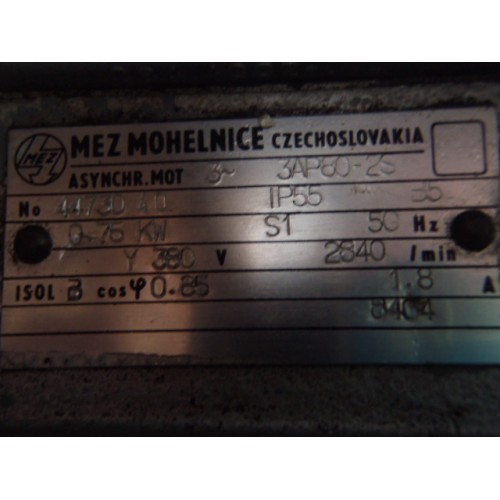 MEZ MEZ MOHELNICE CZECHOSLOVAKIA
ASYNCHR. MOT 3~ 3AP80-2S
No IP55
0.75 KW S1 50 Hz
Y 380 V 2840 /min
ISOL B cos φ 0.85 1.8 A
8404